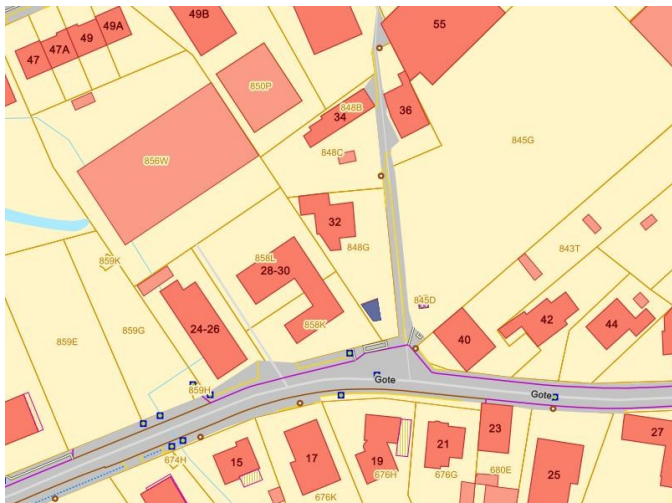 49A
49B
49
47A
47
55
850P
848B
34
36
845G
848C
856W
32
848G
843T
859K
858L
28-30
845D
859E
859G
24-26
858K
40
42
44
Gote
859H
Gote
674H
15
17
19
676H
21
676G
23
680E
25
27
676K